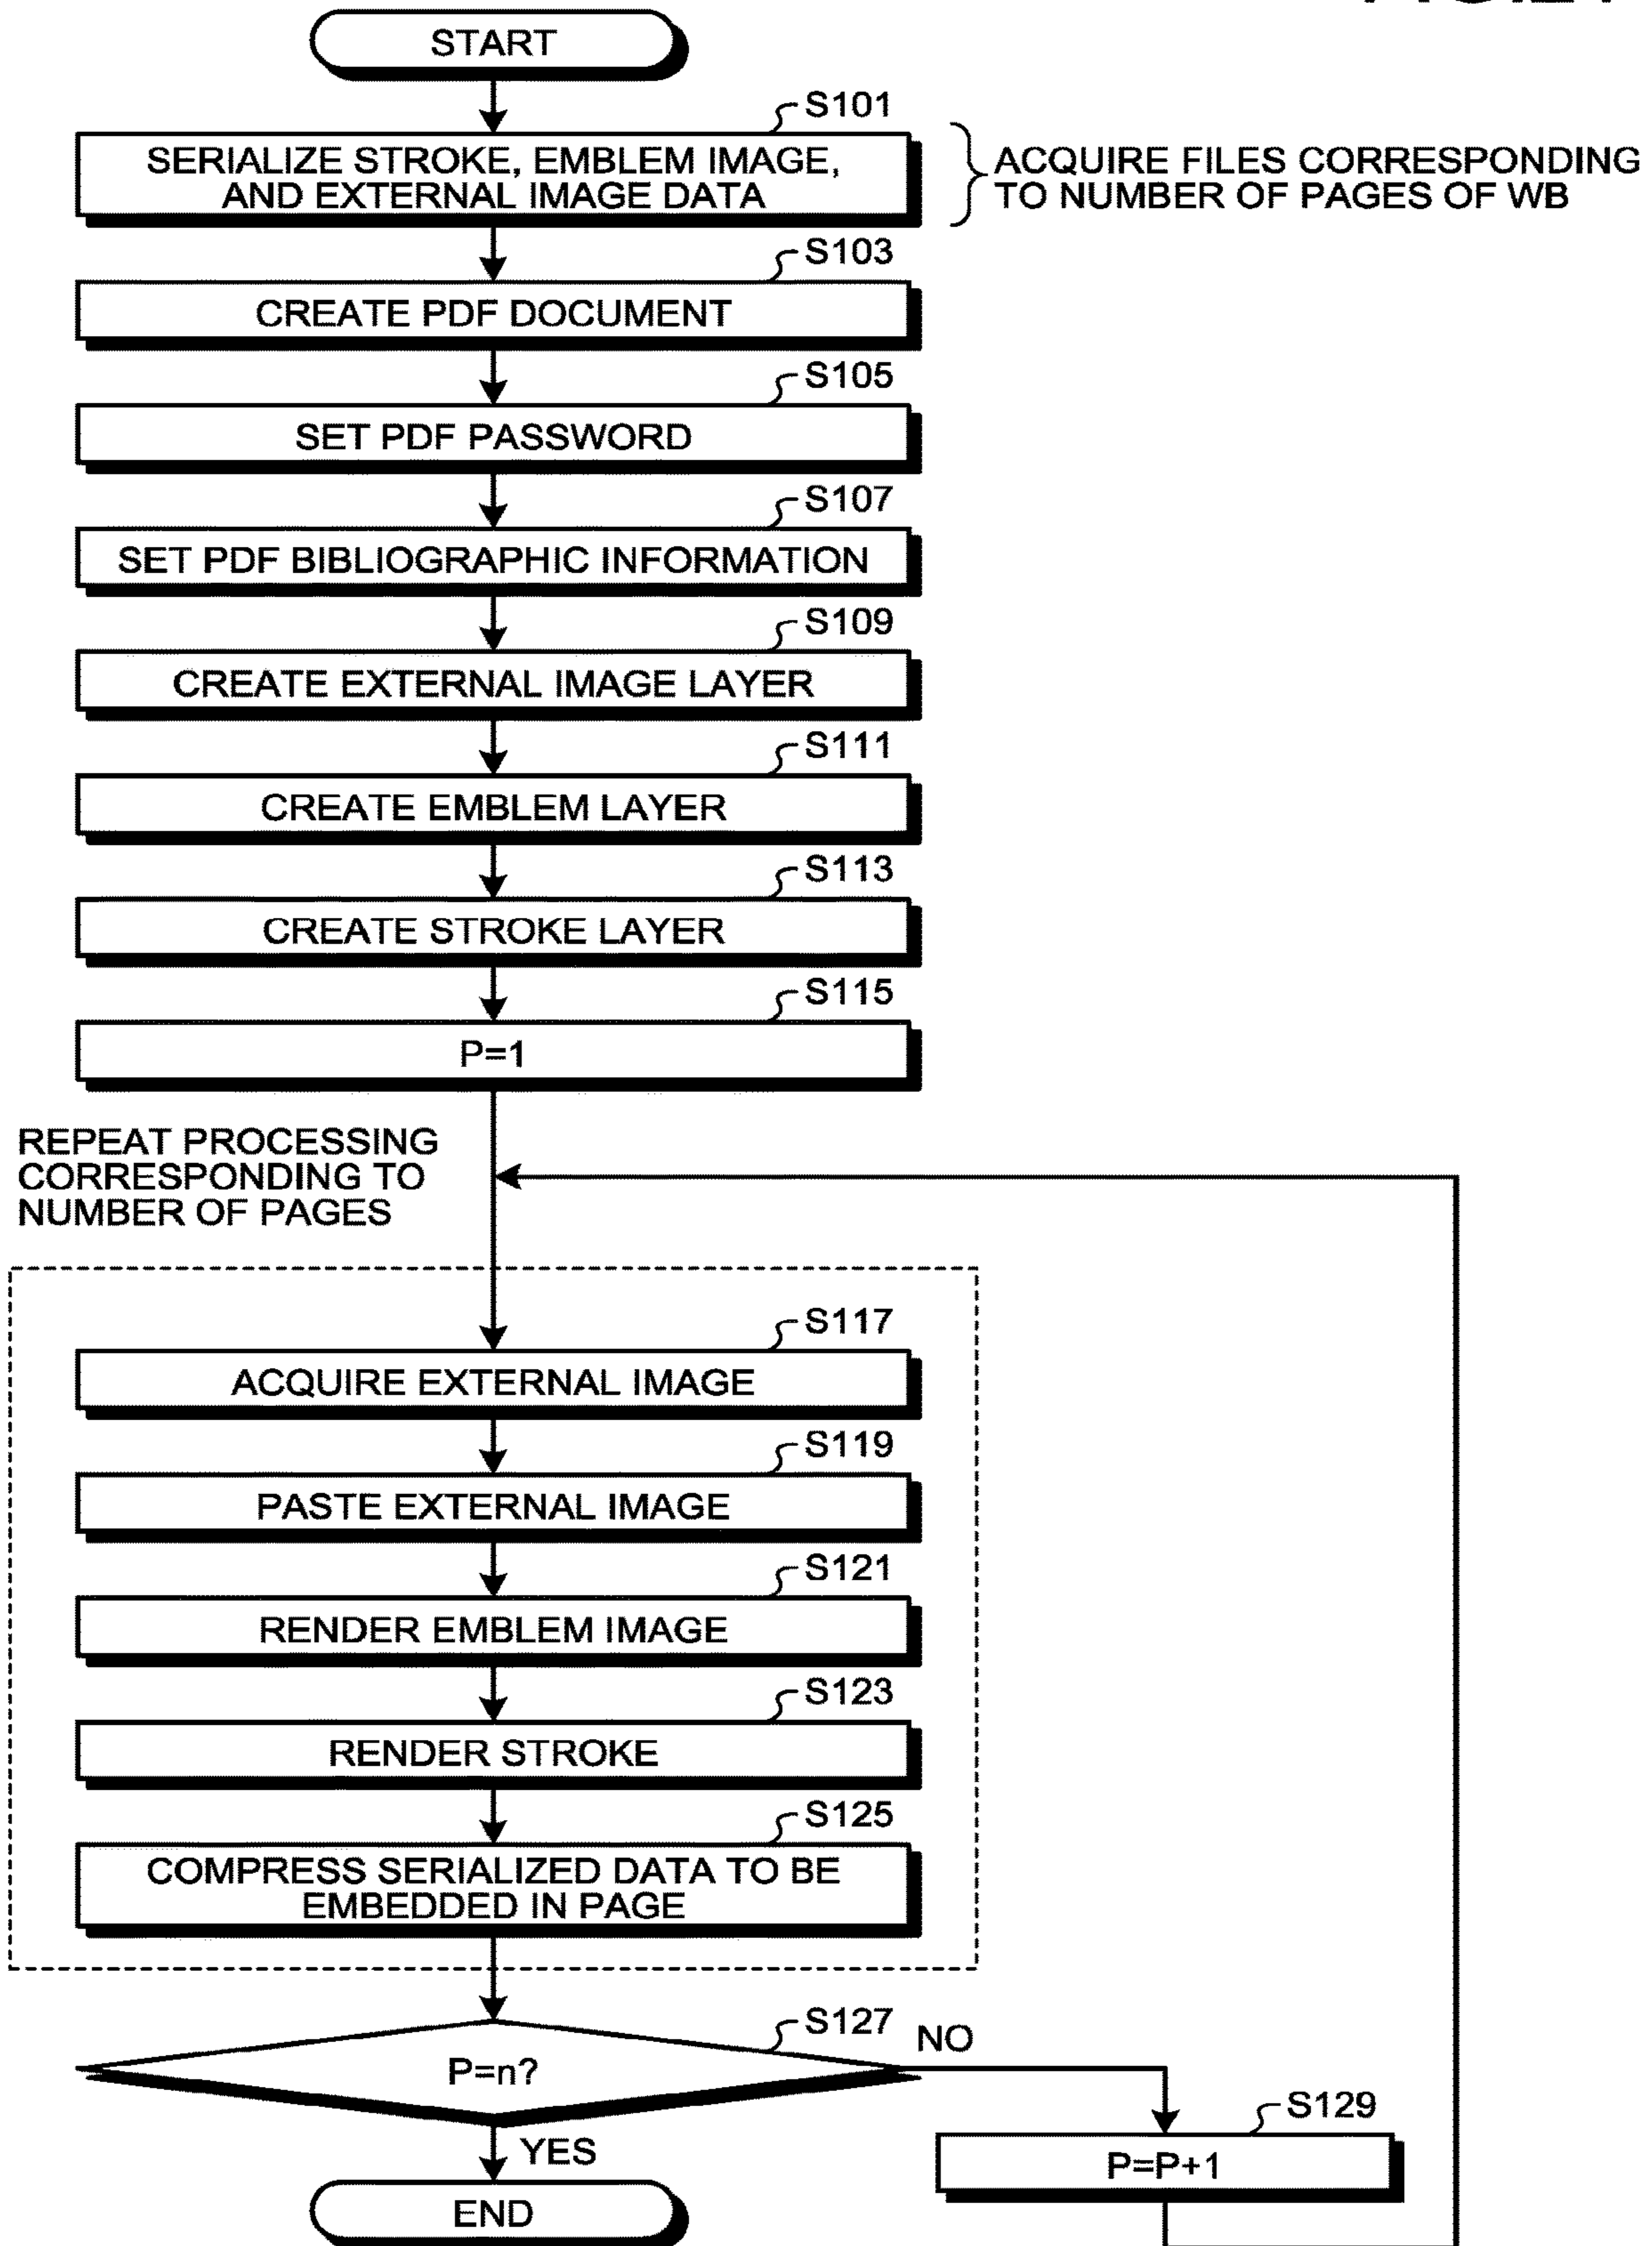 START
S101
SERIALIZE STROKE, EMBLEM IMAGE,
AND EXTERNAL IMAGE DATA
ACQUIRE FILES CORRESPONDING
TO NUMBER OF PAGES OF WB
S103
CREATE PDF DOCUMENT
S105
SET PDF PASSWORD
S107
SET PDF BIBLIOGRAPHIC INFORMATION
S109
CREATE EXTERNAL IMAGE LAYER
S111
CREATE EMBLEM LAYER
S113
CREATE STROKE LAYER
S115
P=1
REPEAT PROCESSING
CORRESPONDING TO
NUMBER OF PAGES
S117
ACQUIRE EXTERNAL IMAGE
S119
PASTE EXTERNAL IMAGE
S121
RENDER EMBLEM IMAGE
S123
RENDER STROKE
S125
COMPRESS SERIALIZED DATA TO BE
EMBEDDED IN PAGE
S127
NO
P=n?
S129
YES
P=P+1
END